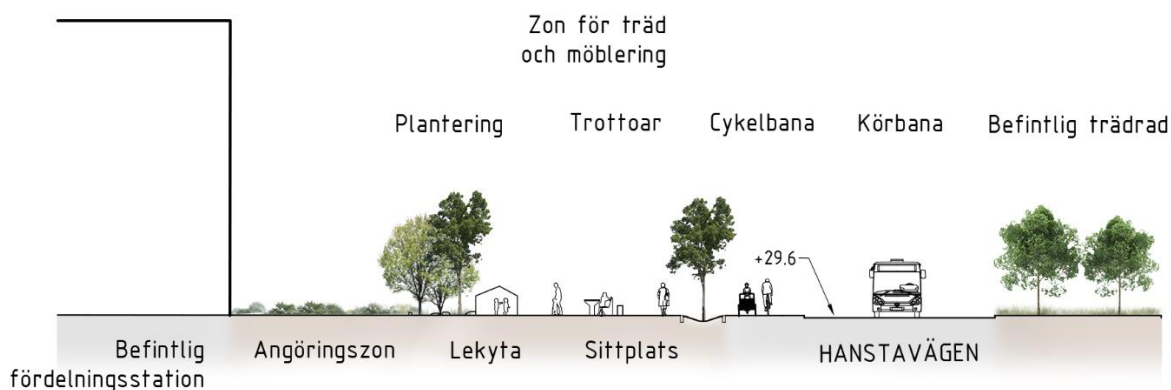 Zon för träd
och möblering
Plantering Trottoar Cykelbana Körbana Befintlig trädrad
+29.6
Befintlig
fördelningsstation
Angöringszon Lekyta Sittplats HANSTAVÄGEN